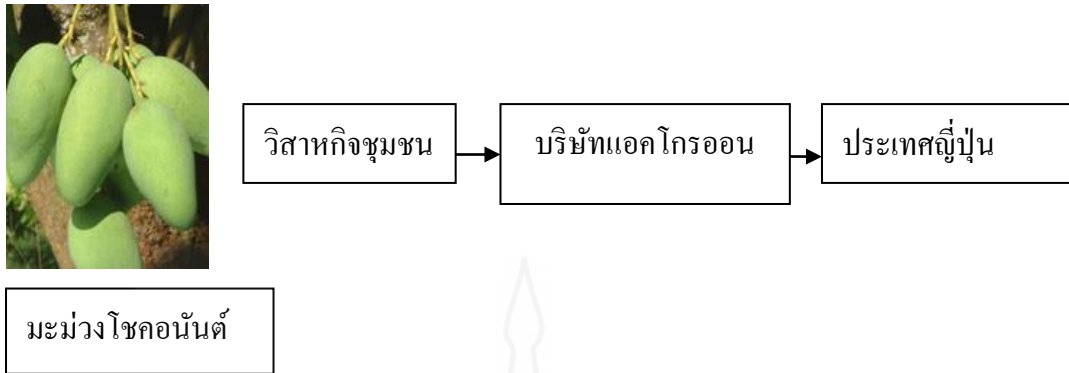 วิสาหกิจชุมชน
บริษัทแอคโกรออน
ประเทศญี่ปุ่น
มะม่วงโชคอนันต์